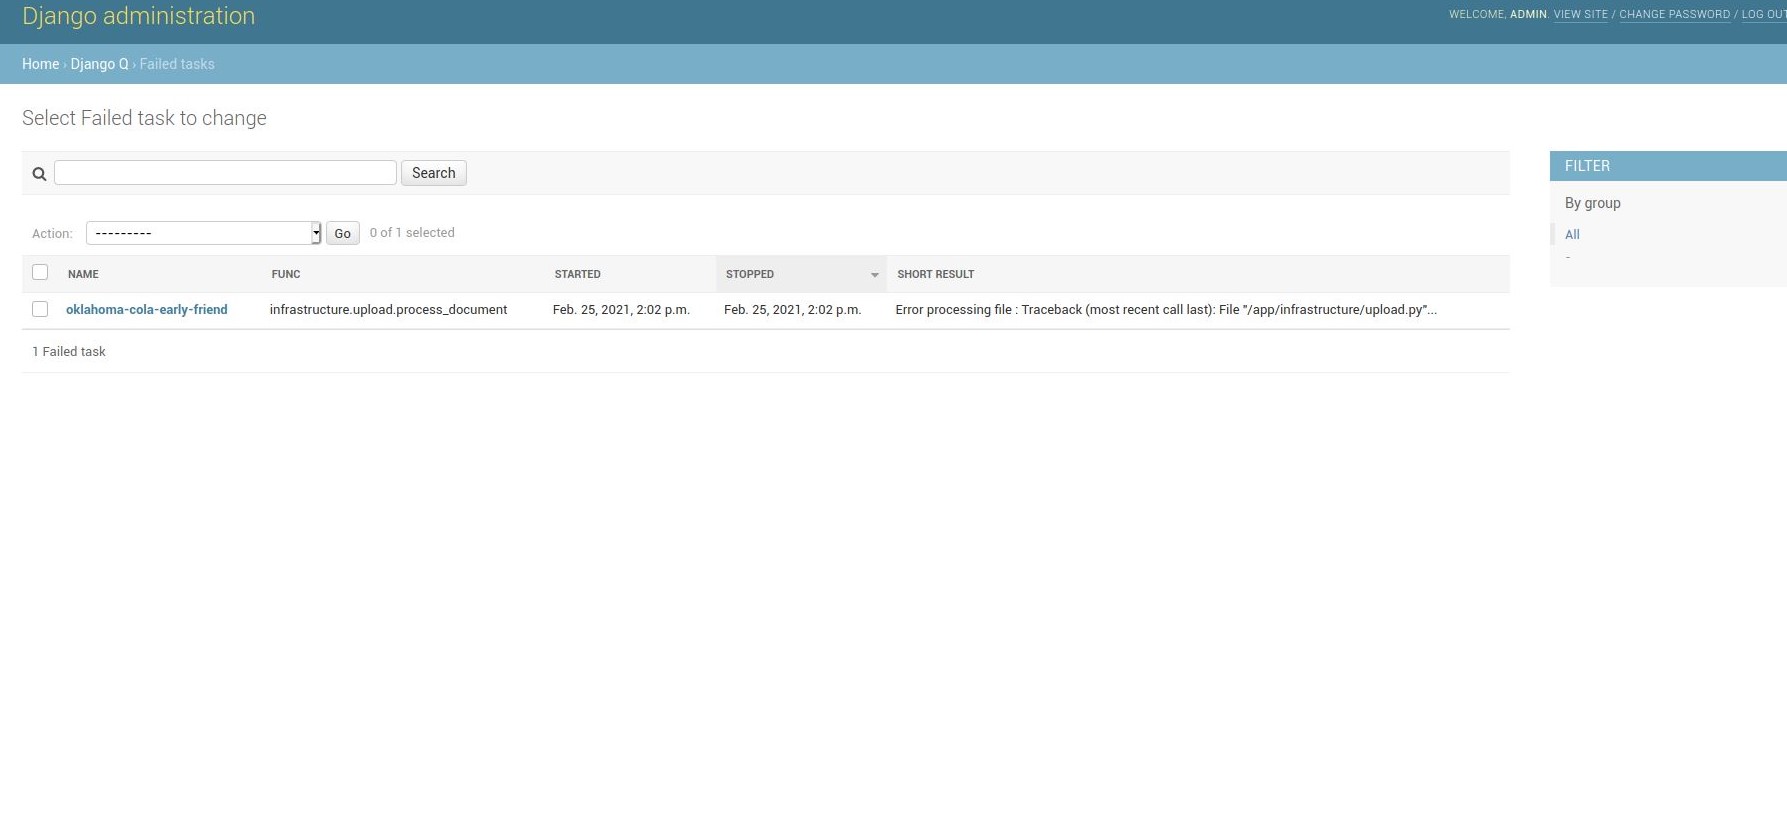 Django administration
WELCOME, ADMIN. VIEW SITE / CHANGE PASSWORD / LOG OUT
Home › Django Q › Failed tasks
Select Failed task to change
Search
FILTER
By group
All
-
Action: --------- Go 0 of 1 selected
NAME FUNC STARTED STOPPED SHORT RESULT
oklahoma-cola-early-friend infrastructure.upload.process_document Feb. 25, 2021, 2:02 p.m. Feb. 25, 2021, 2:02 p.m. Error processing file : Traceback (most recent call last): File "/app/infrastructure/upload.py"...
1 Failed task